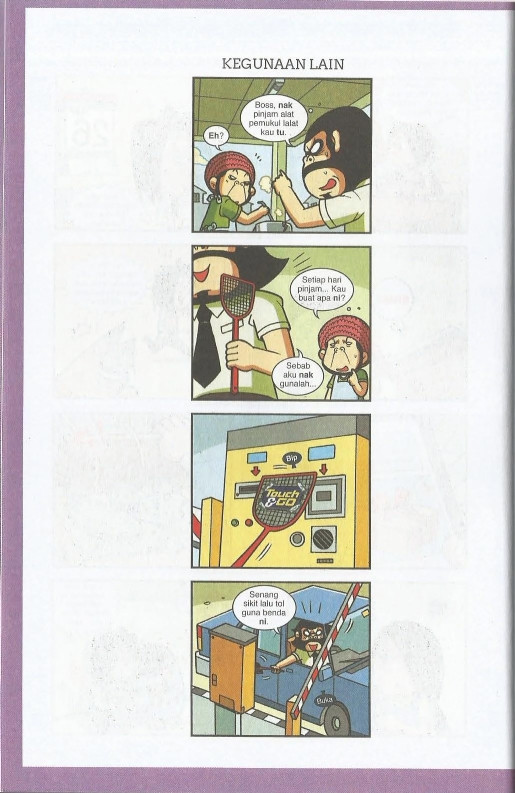 KEGUNAAN LAIN
Boss, nak
pinjam alat
pemukul lalat
kau tu.
Eh?
Setiap hari
pinjam... Kau
buat apa ni?
Sebab
aku nak
gunalah...
Bip
Touch
& GO
Senang
sikit lalu tol
guna benda
ni.
Buka